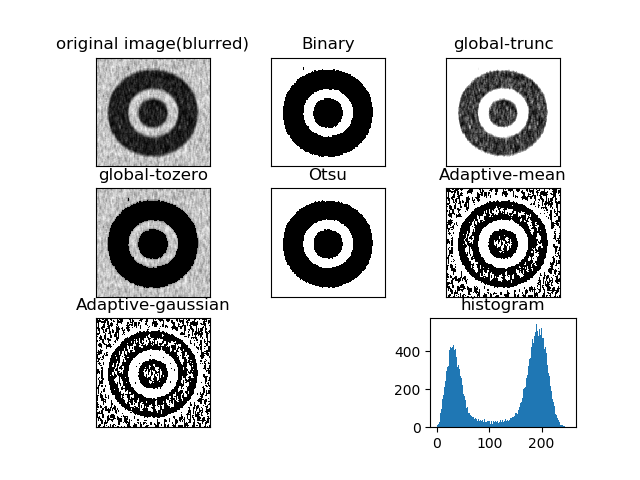 original image(blurred)
Binary
global-trunc
global-tozero
Otsu
Adaptive-mean
Adaptive-gaussian
histogram
400
200
0
0
100
200